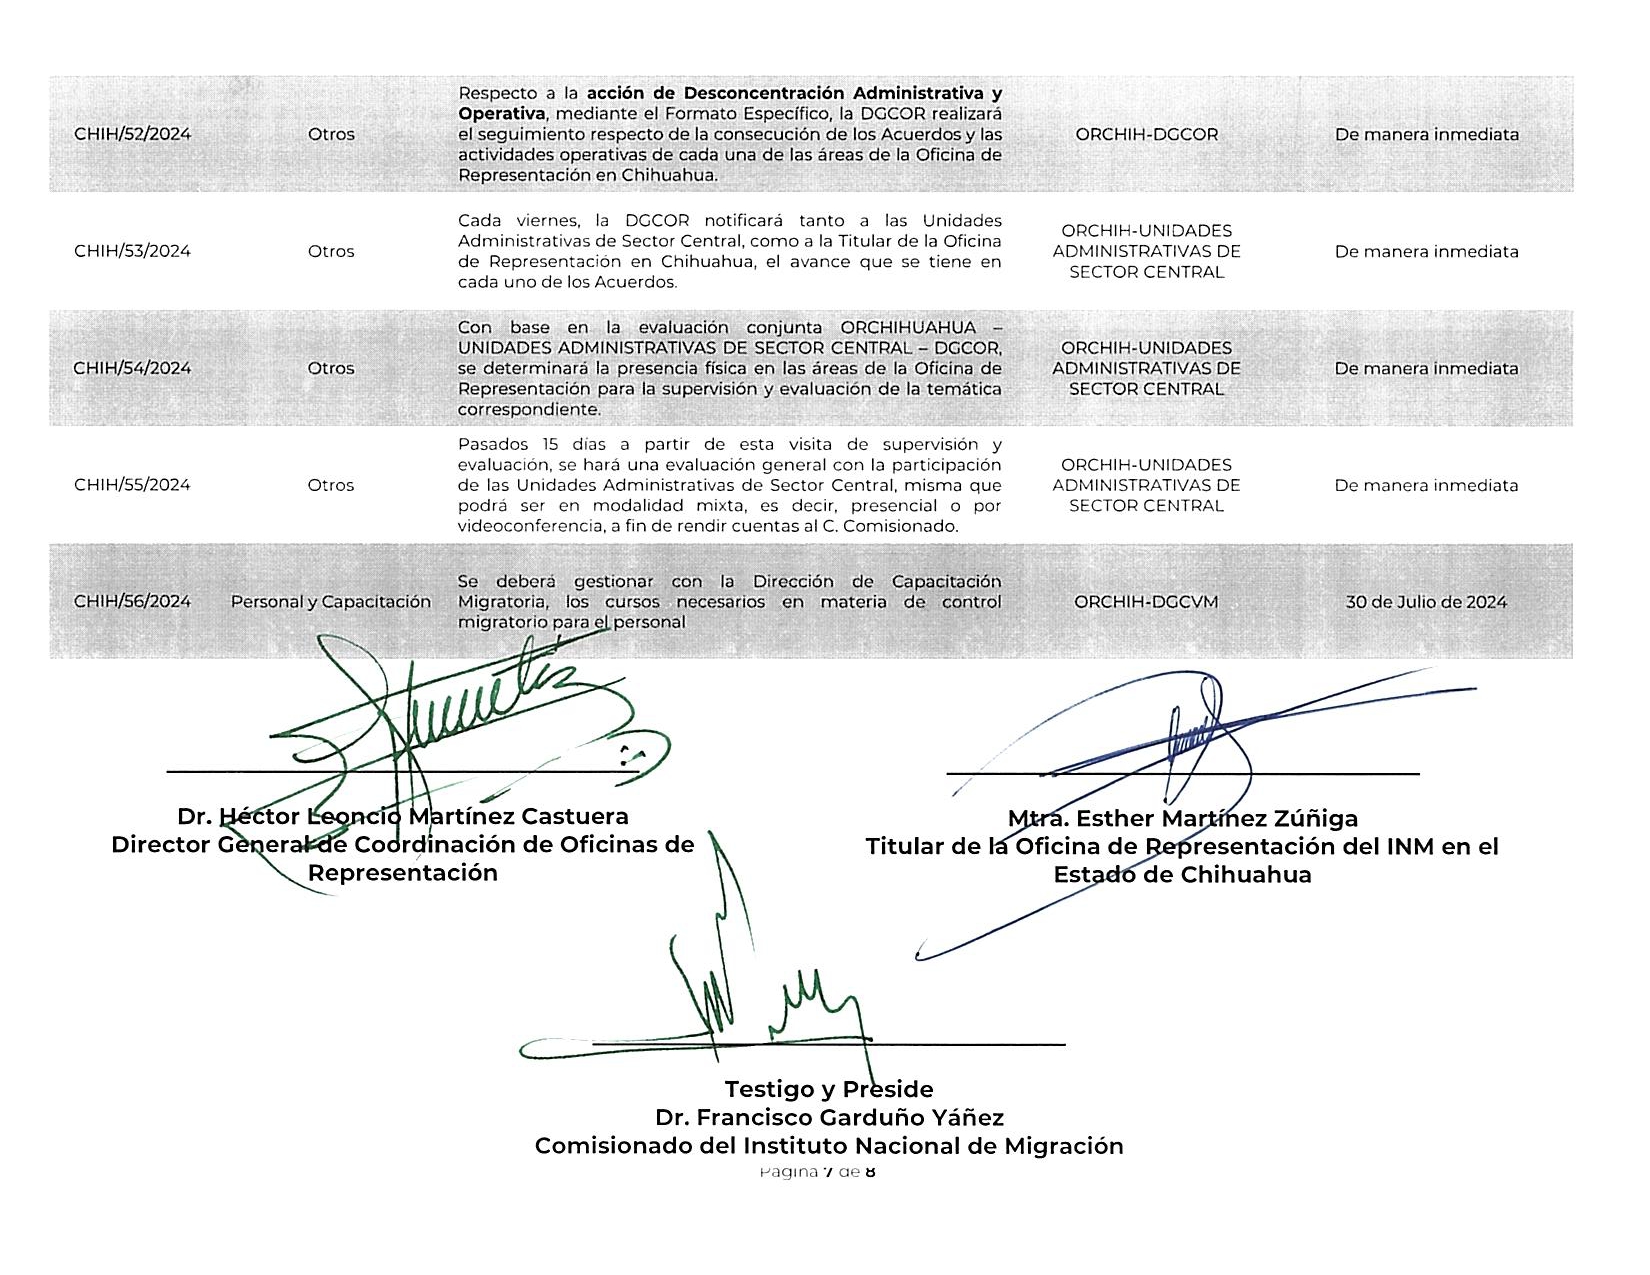 CHIH/52/2024
Otros
Respecto a la acción de Desconcentración Administrativa y
Operativa, mediante el Formato Específico, la DGCOR realizará
el seguimiento respecto de la consecución de los Acuerdos y las
actividades operativas de cada una de las áreas de la Oficina de
Representación en Chihuahua.
ORCHIH-DGCOR
De manera inmediata
CHIH/53/2024
Otros
Cada viernes, la DGCOR notificará tanto a las Unidades
Administrativas de Sector Central, como a la Titular de la Oficina
de Representación en Chihuahua, el avance que se tiene en
cada uno de los Acuerdos.
ORCHIH-UNIDADES
ADMINISTRATIVAS DE
SECTOR CENTRAL
De manera inmediata
CHIH/54/2024
Otros
Con base en la evaluación conjunta ORCHIHUAHUA –
UNIDADES ADMINISTRATIVAS DE SECTOR CENTRAL – DGCOR,
se determinará la presencia física en las áreas de la Oficina de
Representación para la supervisión y evaluación de la temática
correspondiente.
ORCHIH-UNIDADES
ADMINISTRATIVAS DE
SECTOR CENTRAL
De manera inmediata
CHIH/55/2024
Otros
Pasados 15 días a partir de esta visita de supervisión y
evaluación, se hará una evaluación general con la participación
de las Unidades Administrativas de Sector Central, misma que
podrá ser en modalidad mixta, es decir, presencial o por
videoconferencia, a fin de rendir cuentas al C. Comisionado.
ORCHIH-UNIDADES
ADMINISTRATIVAS DE
SECTOR CENTRAL
De manera inmediata
CHIH/56/2024
Personal y Capacitación
Se deberá gestionar con la Dirección de Capacitación
Migratoria, los cursos necesarios en materia de control
migratorio para el personal
ORCHIH-DGCVM
30 de Julio de 2024
Dr. Héctor Leoncio Martínez Castuera
Director General de Coordinación de Oficinas de
Representación
Mtra. Esther Martínez Zúñiga
Titular de la Oficina de Representación del INM en el
Estado de Chihuahua
Testigo y Preside
Dr. Francisco Garduño Yáñez
Comisionado del Instituto Nacional de Migración
Página 7 de 8